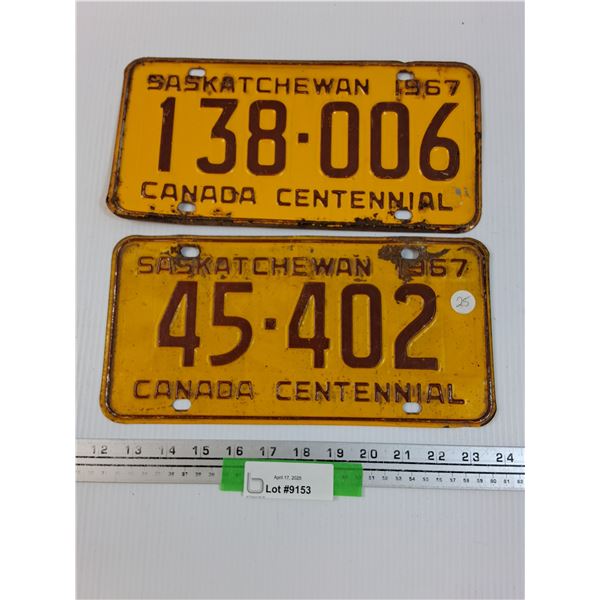 SASKATCHEWAN 1967
138·006
CANADA CENTENNIAL
SASKATCHEWAN 1967
45·402
25
CANADA CENTENNIAL
12 13 14 15 16 17 18 19 20 21 22 23 24
April 17, 2025
Lot #9153